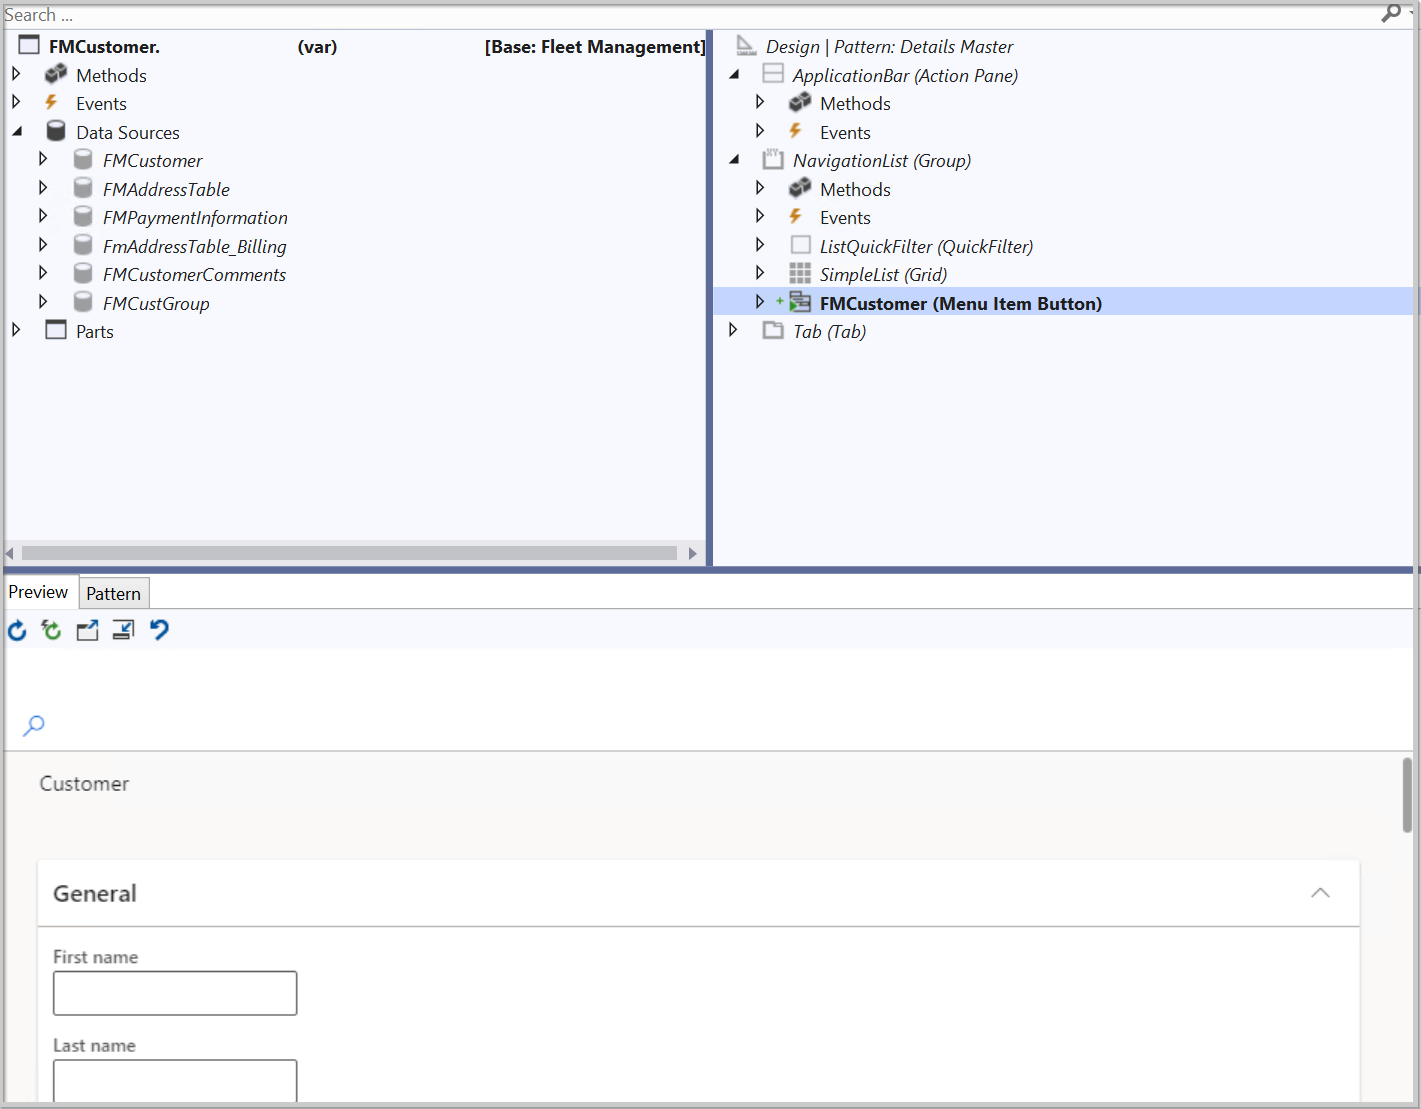 Search ...
FMCustomer. (var) [Base: Fleet Management]
Methods
Events
Data Sources
FMCustomer
FMAddressTable
FMPaymentInformation
FmAddressTable_Billing
FMCustomerComments
FMCustGroup
Parts
Design | Pattern: Details Master
ApplicationBar (Action Pane)
Methods
Events
NavigationList (Group)
Methods
Events
ListQuickFilter (QuickFilter)
SimpleList (Grid)
FMCustomer (Menu Item Button)
Tab (Tab)
Preview Pattern
Customer
General
First name
Last name